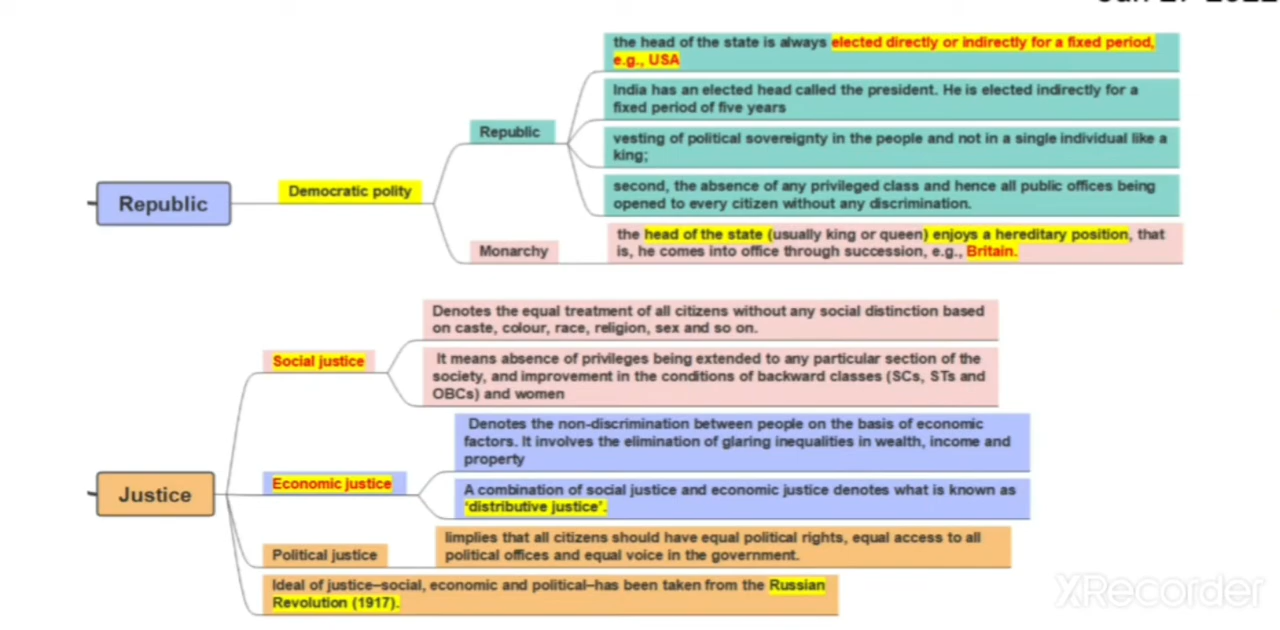 the head of the state is always elected directly or indirectly for a fixed period,
e.g., USA
India has an elected head called the president. He is elected indirectly for a
fixed period of five years
Republic
vesting of political sovereignty in the people and not in a single individual like a
king;
Democratic polity
Republic
second, the absence of any privileged class and hence all public offices being
opened to every citizen without any discrimination.
Monarchy
the head of the state (usually king or queen) enjoys a hereditary position, that
is, he comes into office through succession, e.g., Britain.
Denotes the equal treatment of all citizens without any social distinction based
on caste, colour, race, religion, sex and so on.
Social justice
It means absence of privileges being extended to any particular section of the
society, and improvement in the conditions of backward classes (SCs, STs and
OBCs) and women
Denotes the non-discrimination between people on the basis of economic
factors. It involves the elimination of glaring inequalities in wealth, income and
property
Economic justice
Justice
A combination of social justice and economic justice denotes what is known as
‘distributive justice’.
Political justice
Iimplies that all citizens should have equal political rights, equal access to all
political offices and equal voice in the government.
Ideal of justice–social, economic and political–has been taken from the Russian
Revolution (1917).
XRecorder